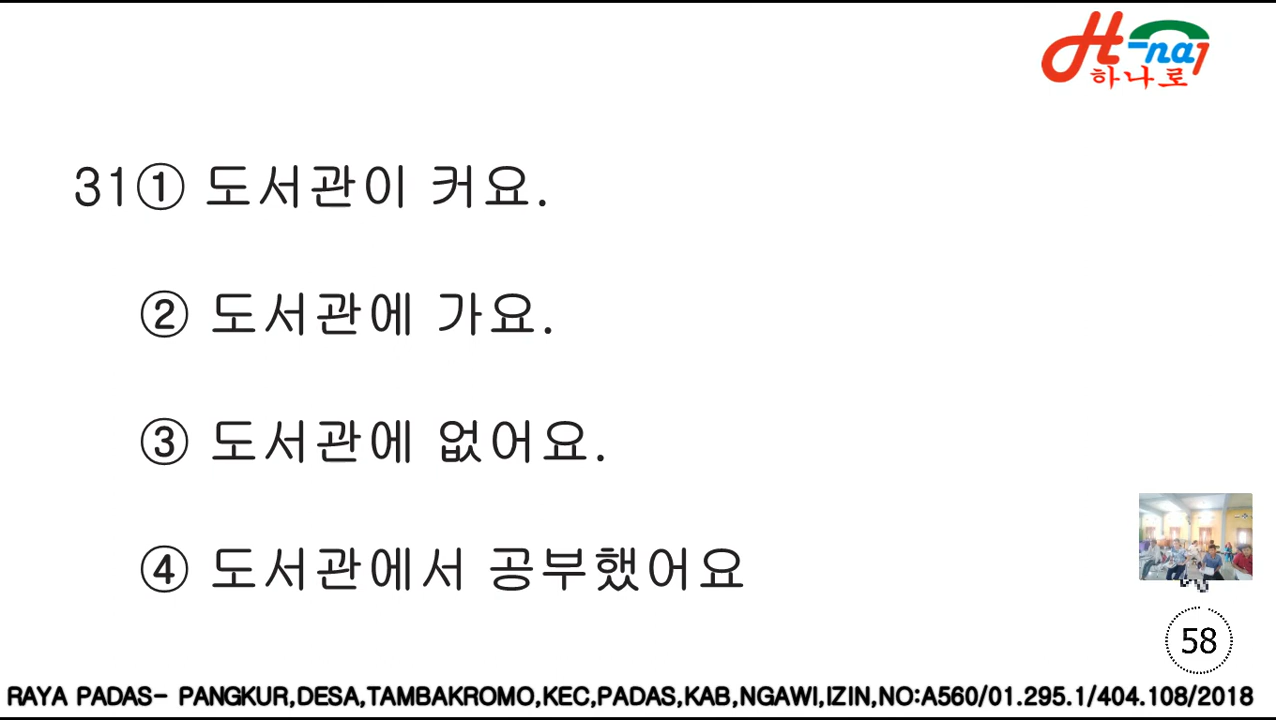 H-na1
하나로
31① 도서관이 커요.
② 도서관에 가요.
③ 도서관에 없어요.
④ 도서관에서 공부했어요
58
RAYA PADAS- PANGKUR,DESA,TAMBAKROMO,KEC,PADAS,KAB,NGAWI,IZIN,NO:A560/01.295.1/404.108/2018